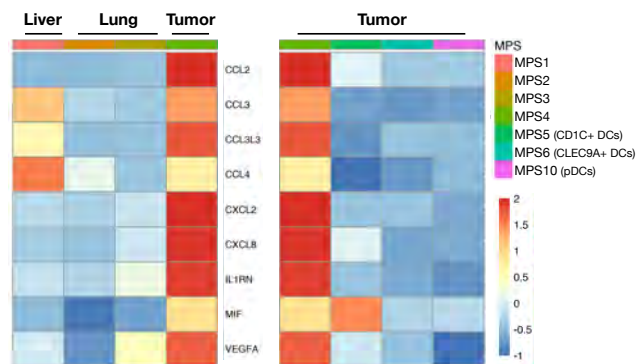 Liver Lung Tumor Tumor
MPS
MPS1
MPS2
MPS3
MPS4
MPS5 (CD1C+ DCs)
MPS6 (CLEC9A+ DCs)
MPS10 (pDCs)
CCL2
CCL3
CCL3L3
CCL4
CXCL2
CXCL8
IL1RN
MIF
VEGFA
2
1.5
1
0.5
0
-0.5
-1